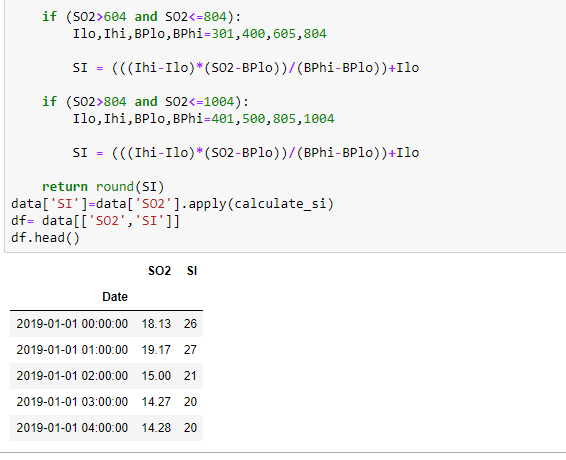 if (SO2>604 and SO2<=804):
Ilo,Ihi,BPlo,BPhi=301,400,605,804
SI = (((Ihi-Ilo)*(SO2-BPlo))/(BPhi-BPlo))+Ilo
if (SO2>804 and SO2<=1004):
Ilo,Ihi,BPlo,BPhi=401,500,805,1004
SI = (((Ihi-Ilo)*(SO2-BPlo))/(BPhi-BPlo))+Ilo
return round(SI)
data['SI']=data['SO2'].apply(calculate_si)
df= data[['SO2','SI']]
df.head()
SO2 SI
Date
2019-01-01 00:00:00 18.13 26
2019-01-01 01:00:00 19.17 27
2019-01-01 02:00:00 15.00 21
2019-01-01 03:00:00 14.27 20
2019-01-01 04:00:00 14.28 20